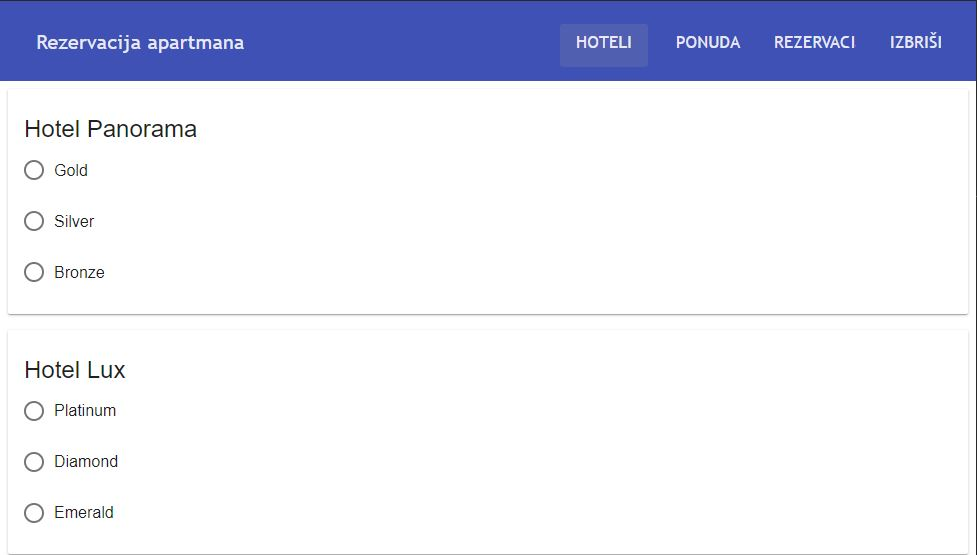 Rezervacija apartmana
HOTELI PONUDA REZERVACI IZBRIŠI
Hotel Panorama
Gold
Silver
Bronze
Hotel Lux
Platinum
Diamond
Emerald